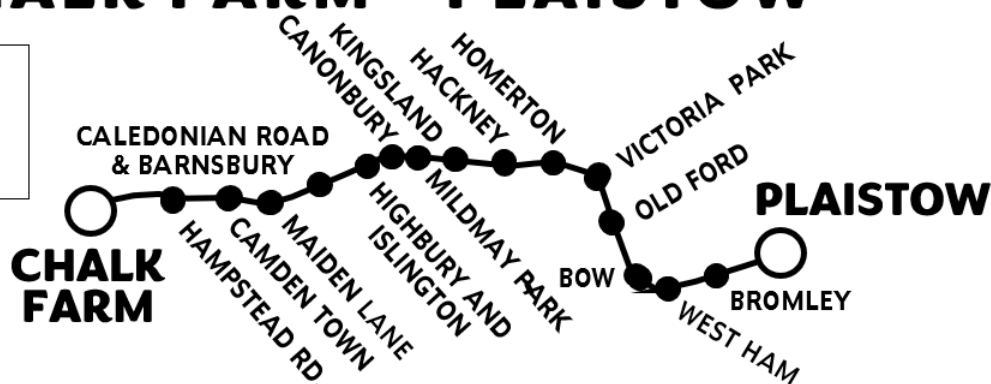 CHALK FARM PLAISTOW
CANONBURY
KINGSLAND
HACKNEY
HOMERTON
VICTORIA PARK
CALEDONIAN ROAD
& BARNSBURY
OLD FORD
PLAISTOW
CHALK
FARM
HAMPSTEAD RD
CAMDEN TOWN
MAIDEN LANE
HIGHBURY AND
ISLINGTON
MILDMAY PARK
BOW
BROMLEY
WEST HAM